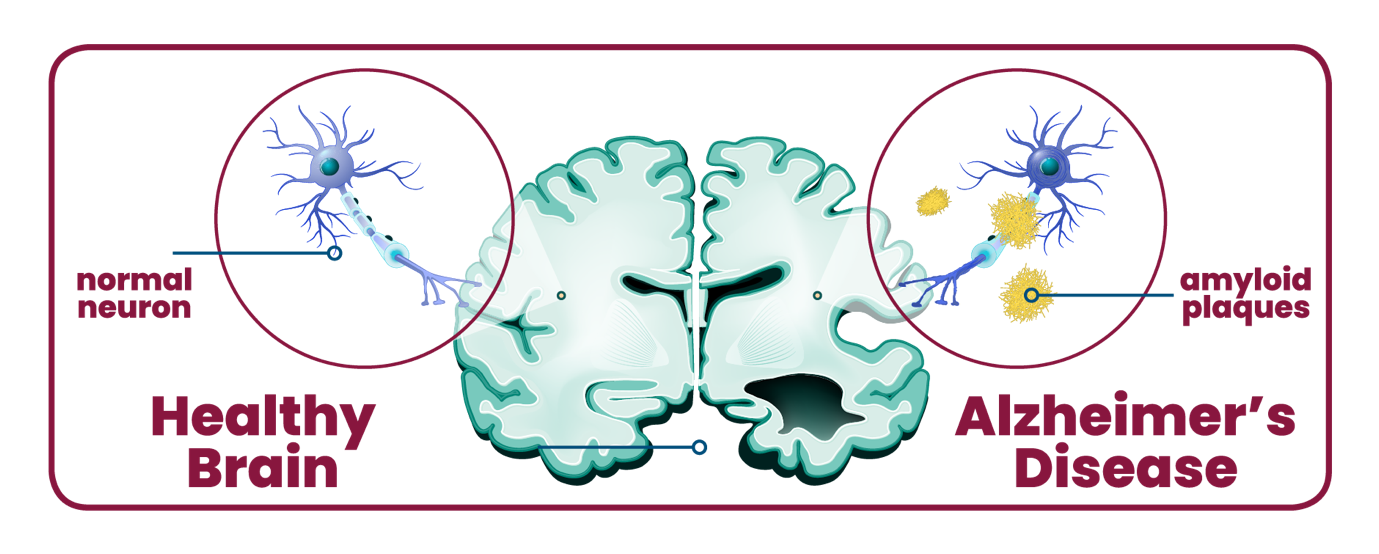 normal
neuron
amyloid
plaques
Healthy
Brain
Alzheimer’s
Disease